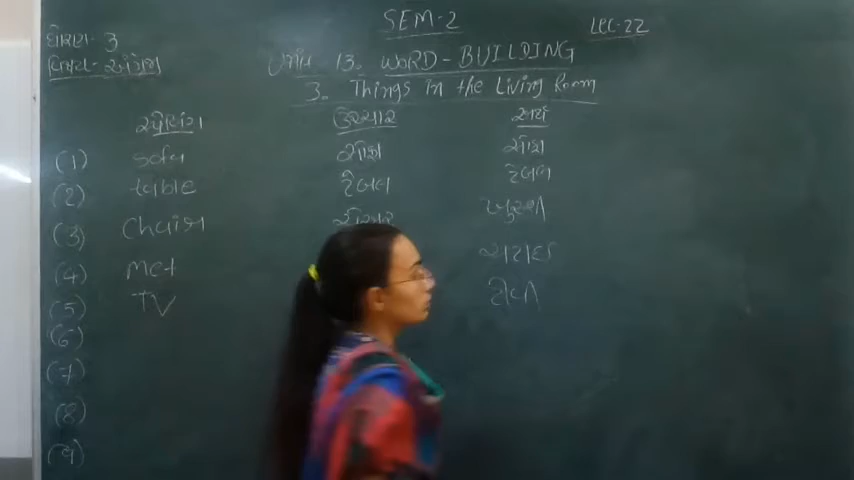 SEM-2
LEC-22
ધોરણ-3
વિષય-અંગ્રેજી
પાઠ 13. WORD-BUILDING
3. Things in the Living Room
સ્પેલિંગ ઉચ્ચાર અર્થ
(1) sofa સોફા સોફા
(2) table ટેબલ ટેબલ
(3) Chair ચેયાર ખુરશી
(4) mat સાદડી
(5) TV ટીવી
(6)
(7)
(8)
(9)